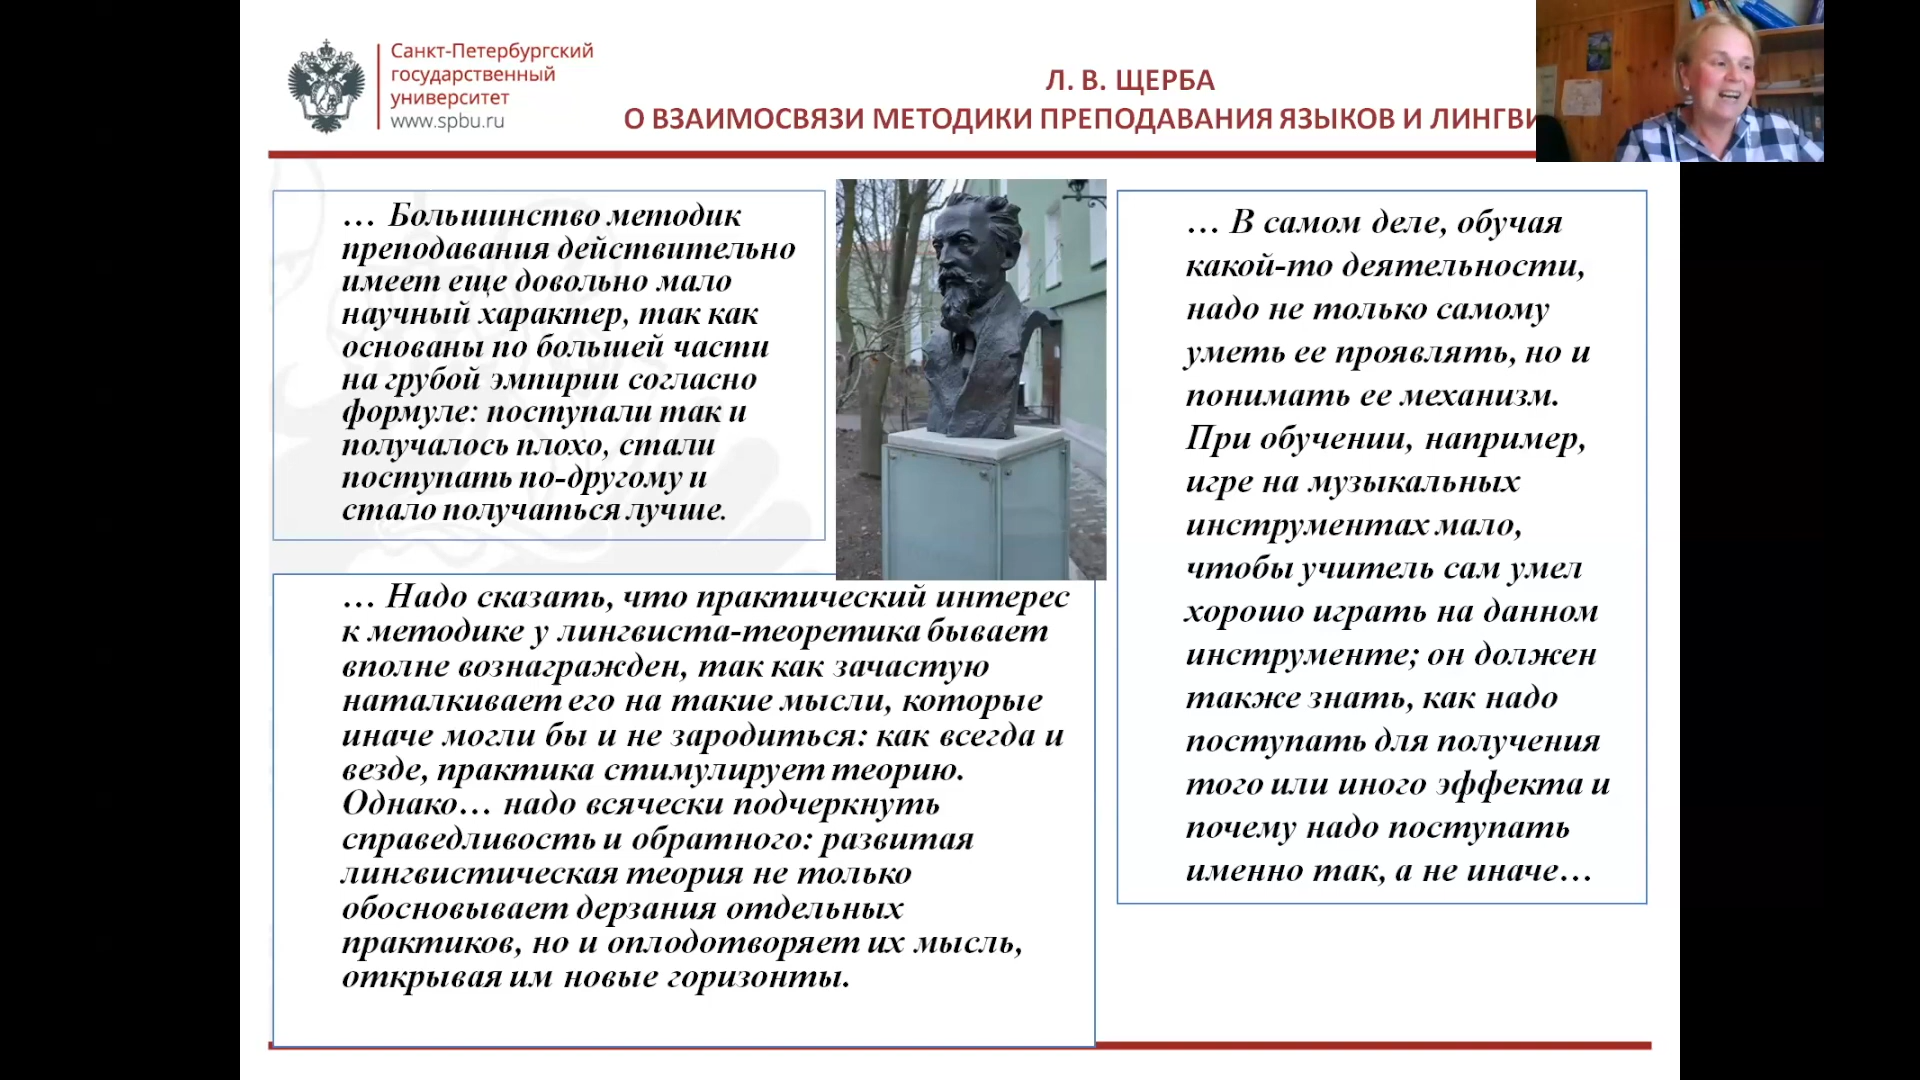 Санкт-Петербургский
государственный
университет
www.spbu.ru
Л. В. ЩЕРБА
О ВЗАИМОСВЯЗИ МЕТОДИКИ ПРЕПОДАВАНИЯ ЯЗЫКОВ И
… Большинство методик
преподавания действительно
имеет еще довольно мало
научный характер, так как
основаны по большей части
на грубой эмпирии согласно
формуле: поступали так и
получалось плохо, стали
поступать по-другому и
стало получаться лучше.
… Надо сказать, что практический интерес
к методике у лингвиста-теоретика бывает
вполне вознагражден, так как зачастую
наталкивает его на такие мысли, которые
иначе могли бы и не зародиться: как всегда и
везде, практика стимулирует теорию.
Однако… надо всячески подчеркнуть
справедливость и обратного: развитая
лингвистическая теория не только
обосновывает дерзания отдельных
практиков, но и оплодотворяет их мысль,
открывая им новые горизонты.
… В самом деле, обучая
какой-то деятельности,
надо не только самому
уметь ее проявлять, но и
понимать ее механизм.
При обучении, например,
игре на музыкальных
инструментах мало,
чтобы учитель сам умел
хорошо играть на данном
инструменте; он должен
также знать, как надо
поступать для получения
того или иного эффекта и
почему надо поступать
именно так, а не иначе…